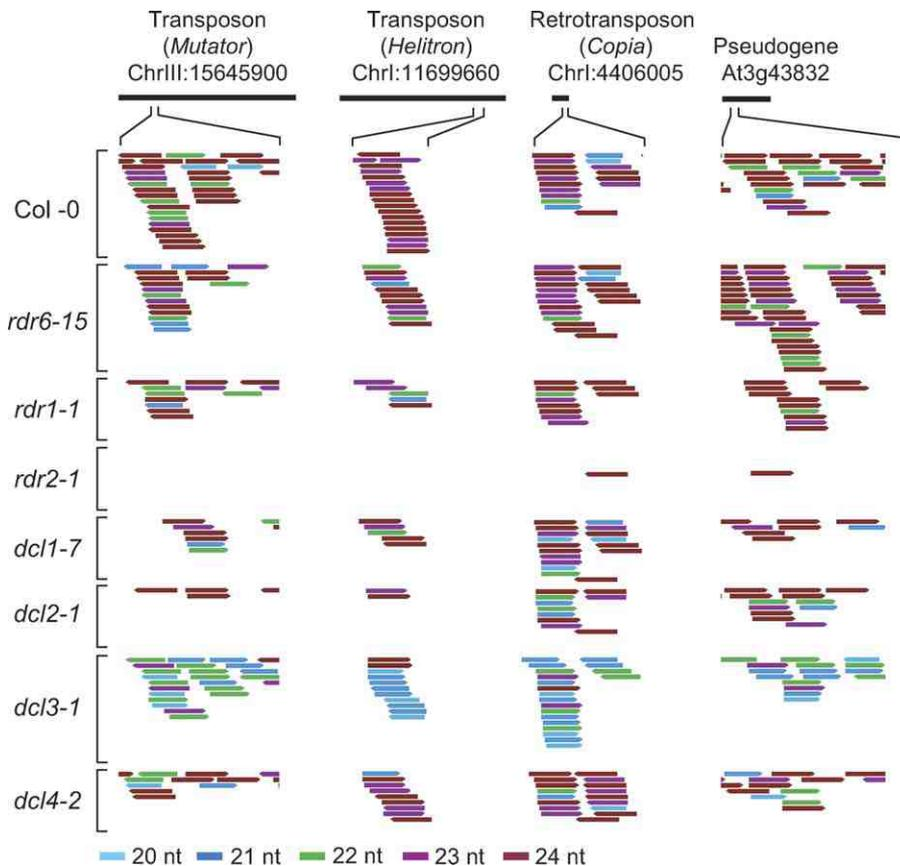 Transposon
(Mutator)
ChrIII:15645900
Transposon
(Helitron)
ChrI:11699660
Retrotransposon
(Copia)
ChrI:4406005
Pseudogene
At3g43832
Col -0
rdr6-15
rdr1-1
rdr2-1
dcl1-7
dcl2-1
dcl3-1
dcl4-2
20 nt 21 nt 22 nt 23 nt 24 nt